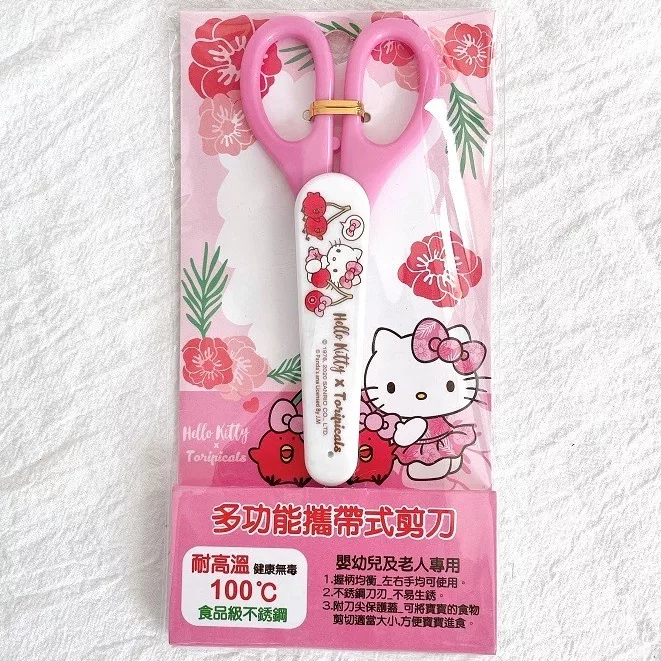 Hello Kitty x Toripicals
© 1976, 2020 SANRIO CO., LTD.
Hello Kitty
x
Toripicals
多功能攜帶式剪刀
耐高溫 健康無毒
100℃
食品級不銹鋼
嬰幼兒及老人專用
1.握柄均衡_左右手均可使用。
2.不銹鋼刀刃_不易生銹。
3.附刀尖保護蓋_可將寶寶的食物
剪切適當大小,方便寶寶進食。